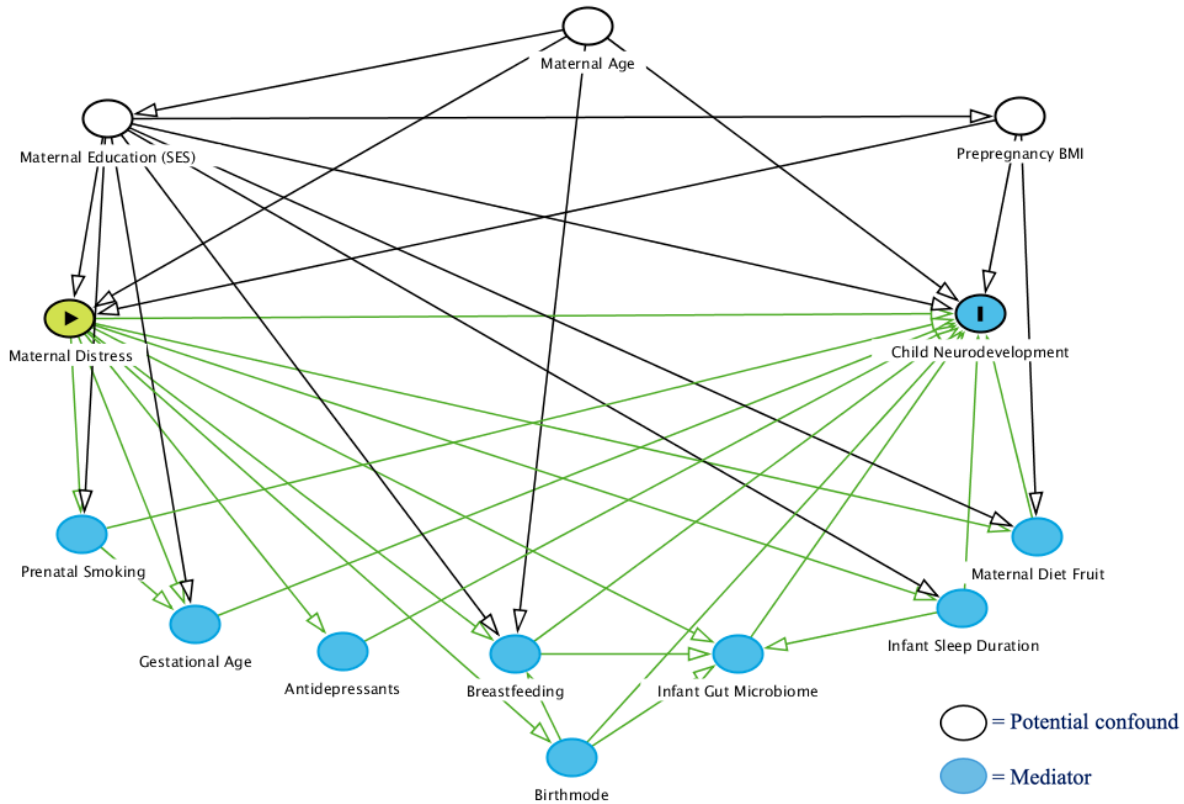 Maternal Age
Maternal Education (SES)
Prepregnancy BMI
Maternal Distress
Child Neurodevelopment
Prenatal Smoking
Maternal Diet Fruit
Gestational Age
Infant Sleep Duration
Antidepressants
Breastfeeding
Infant Gut Microbiome
= Potential confound
= Mediator
Birthmode